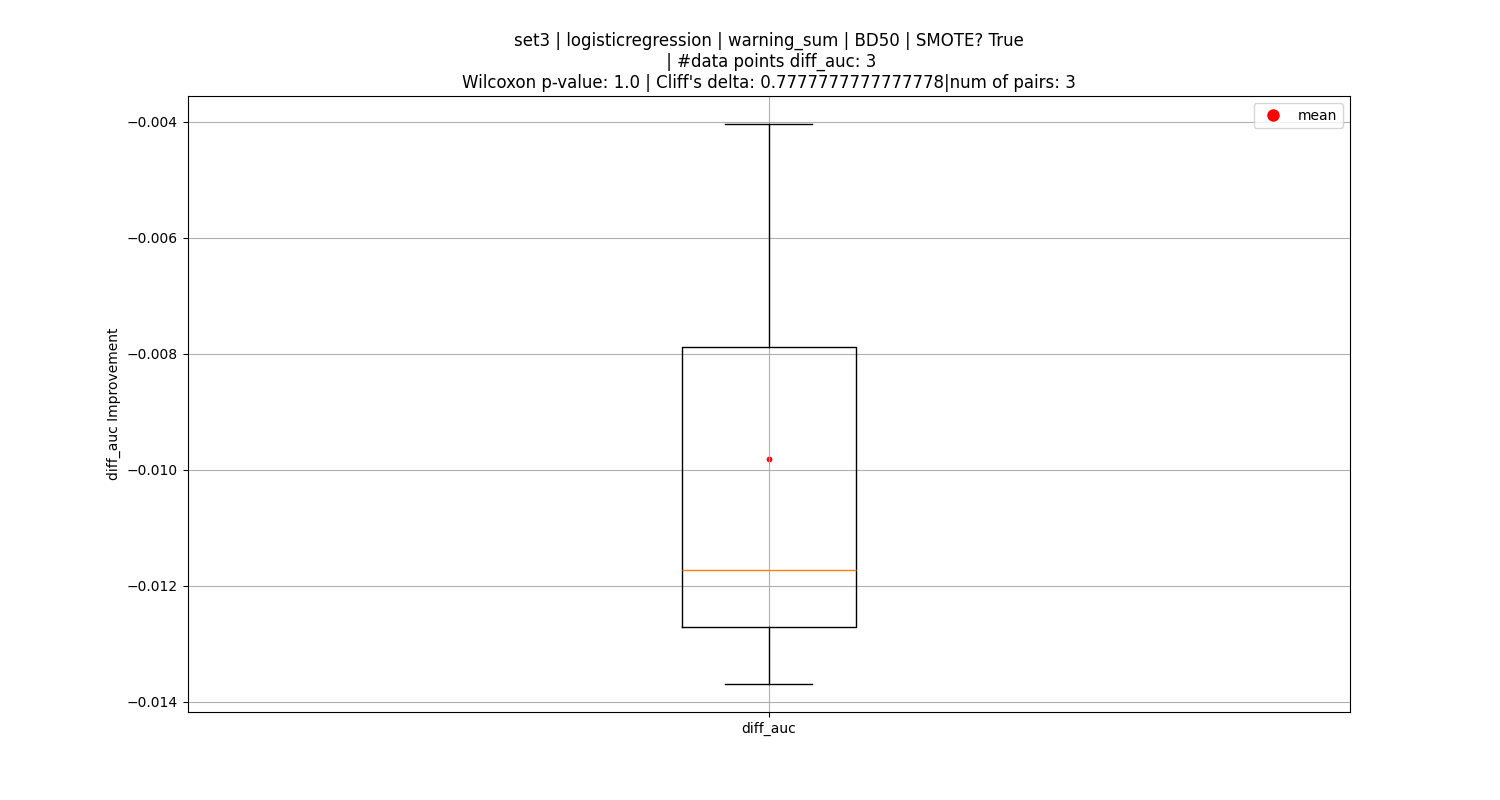 set3 | logisticregression | warning_sum | BD50 | SMOTE? True
| #data points diff_auc: 3
Wilcoxon p-value: 1.0 | Cliff's delta: 0.7777777777777778|num of pairs: 3
mean
−0.004
−0.006
−0.008
−0.010
−0.012
−0.014
diff_auc Improvement
diff_auc